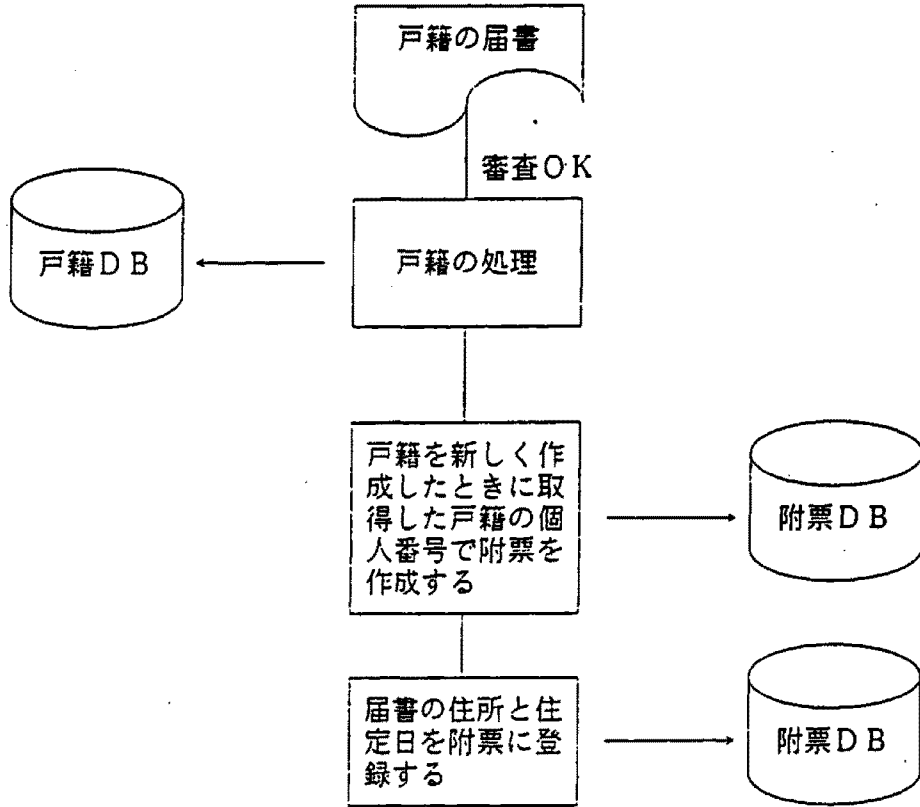 戸籍の届書
審査OK
戸籍DB
戸籍の処理
戸籍を新しく作
成したときに取
得した戸籍の個
人番号で附票を
作成する
附票DB
届書の住所と住
定日を附票に登
録する
附票DB